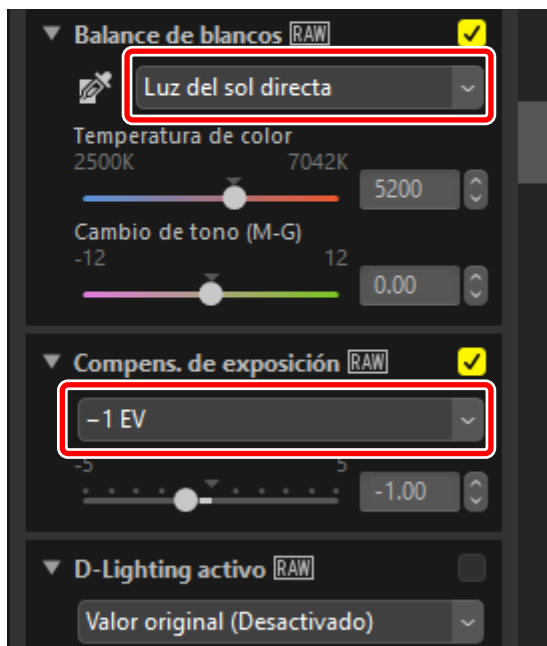 Balance de blancos RAW
Luz del sol directa
Temperatura de color
2500K 7042K
5200
Cambio de tono (M-G)
-12 12
0.00
Compens. de exposición RAW
−1 EV
-5 5
-1.00
D-Lighting activo RAW
Valor original (Desactivado)